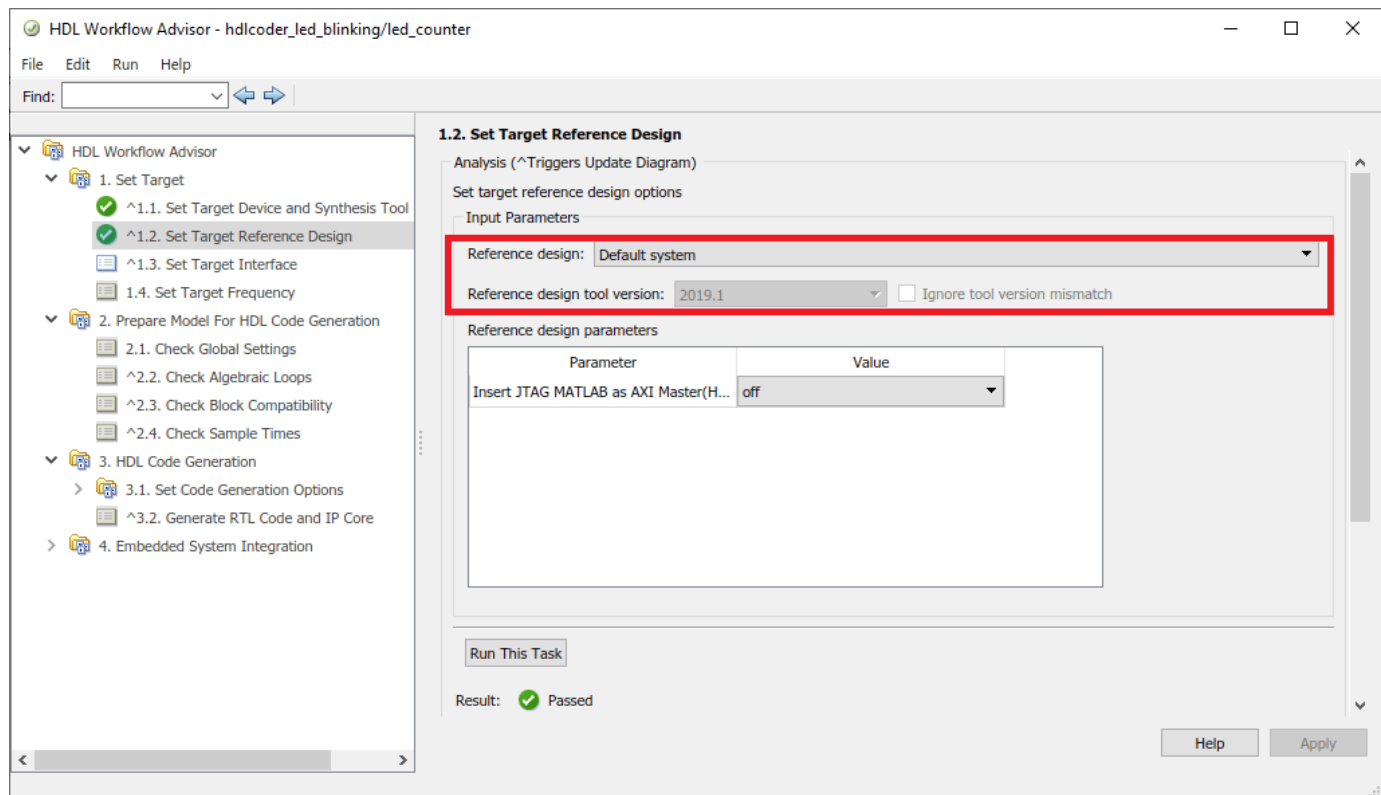 HDL Workflow Advisor - hdlcoder_led_blinking/led_counter
File Edit Run Help
Find:
HDL Workflow Advisor
1. Set Target
^1.1. Set Target Device and Synthesis Tool
^1.2. Set Target Reference Design
^1.3. Set Target Interface
1.4. Set Target Frequency
2. Prepare Model For HDL Code Generation
2.1. Check Global Settings
^2.2. Check Algebraic Loops
^2.3. Check Block Compatibility
^2.4. Check Sample Times
3. HDL Code Generation
3.1. Set Code Generation Options
^3.2. Generate RTL Code and IP Core
4. Embedded System Integration
1.2. Set Target Reference Design
Analysis (^Triggers Update Diagram)
Set target reference design options
Input Parameters
Reference design: Default system
Reference design tool version: 2019.1 Ignore tool version mismatch
Reference design parameters
Parameter Value
Insert JTAG MATLAB as AXI Master(H... off
Run This Task
Result: Passed
Help Apply